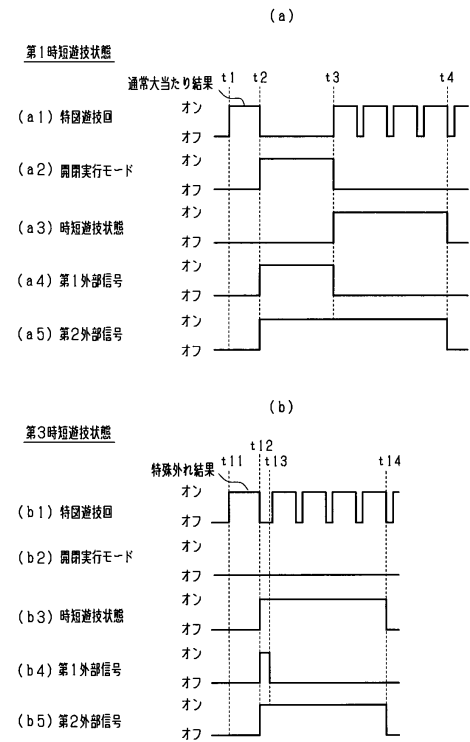 (a)
第1時短遊技状態
通常大当たり結果
t1 t2 t3 t4
(a1) 特図遊技回 オン オフ
(a2) 開閉実行モード オン オフ
(a3) 時短遊技状態 オン オフ
(a4) 第1外部信号 オン オフ
(a5) 第2外部信号 オン オフ
(b)
第3時短遊技状態
特殊外れ結果
t11 t12 t13 t14
(b1) 特図遊技回 オン オフ
(b2) 開閉実行モード オン オフ
(b3) 時短遊技状態 オン オフ
(b4) 第1外部信号 オン オフ
(b5) 第2外部信号 オン オフ